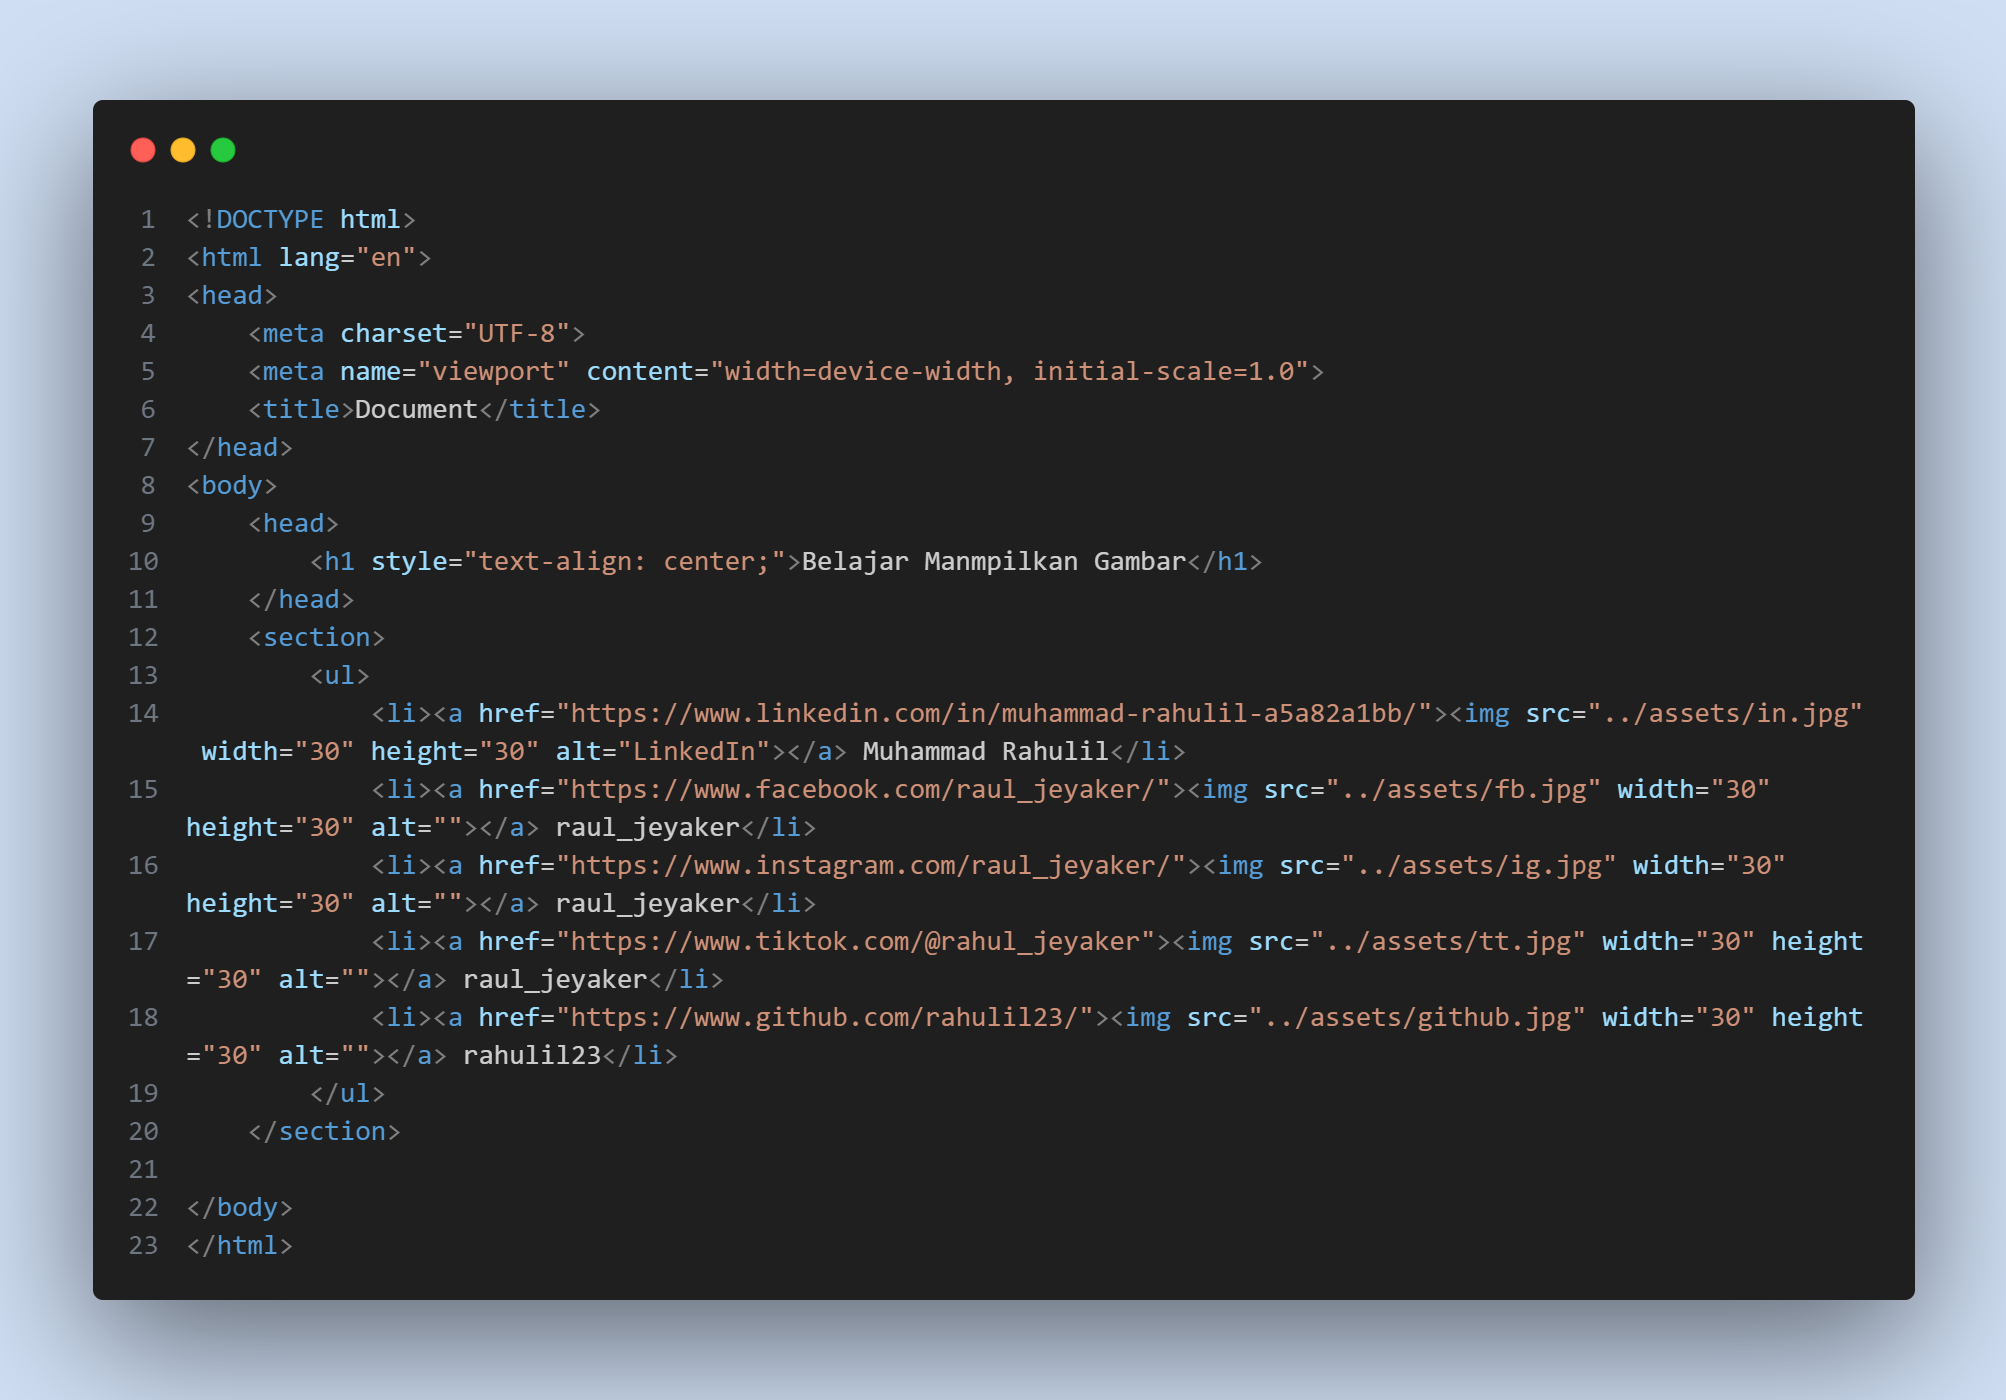 1 <!DOCTYPE html>
2 <html lang="en">
3 <head>
4     <meta charset="UTF-8">
5     <meta name="viewport" content="width=device-width, initial-scale=1.0">
6     <title>Document</title>
7 </head>
8 <body>
9     <head>
10         <h1 style="text-align: center;">Belajar Manmpilkan Gambar</h1>
11     </head>
12     <section>
13         <ul>
14             <li><a href="https://www.linkedin.com/in/muhammad-rahulil-a5a82a1bb/"><img src="../assets/in.jpg"
 width="30" height="30" alt="LinkedIn"></a> Muhammad Rahulil</li>
15             <li><a href="https://www.facebook.com/raul_jeyaker/"><img src="../assets/fb.jpg" width="30"
height="30" alt=""></a> raul_jeyaker</li>
16             <li><a href="https://www.instagram.com/raul_jeyaker/"><img src="../assets/ig.jpg" width="30"
height="30" alt=""></a> raul_jeyaker</li>
17             <li><a href="https://www.tiktok.com/@rahul_jeyaker"><img src="../assets/tt.jpg" width="30" height
="30" alt=""></a> raul_jeyaker</li>
18             <li><a href="https://www.github.com/rahulil23/"><img src="../assets/github.jpg" width="30" height
="30" alt=""></a> rahulil23</li>
19         </ul>
20     </section>
21
22 </body>
23 </html>